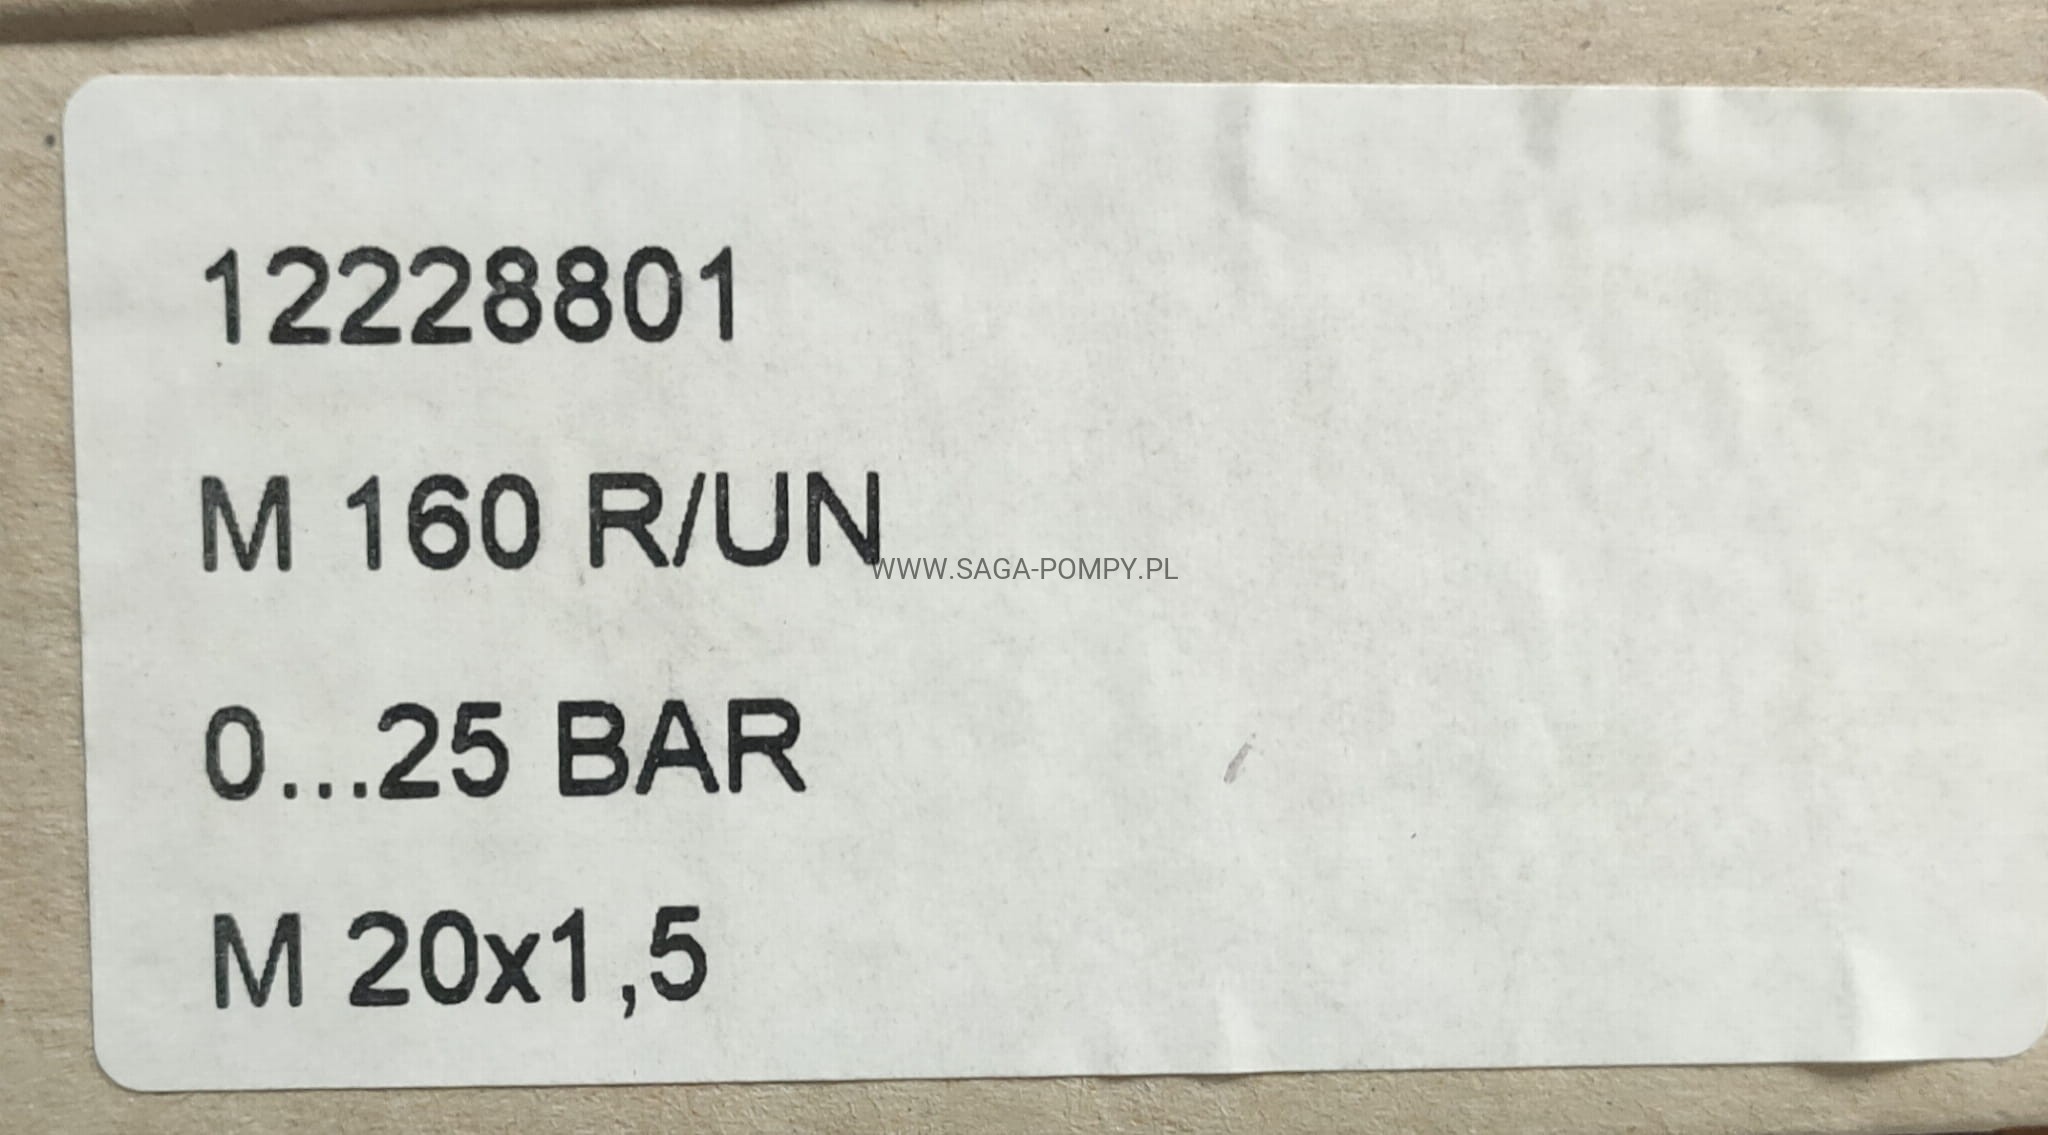 12228801
M 160 R/UN
WWW.SAGA-POMPY.PL
0...25 BAR
M 20x1,5